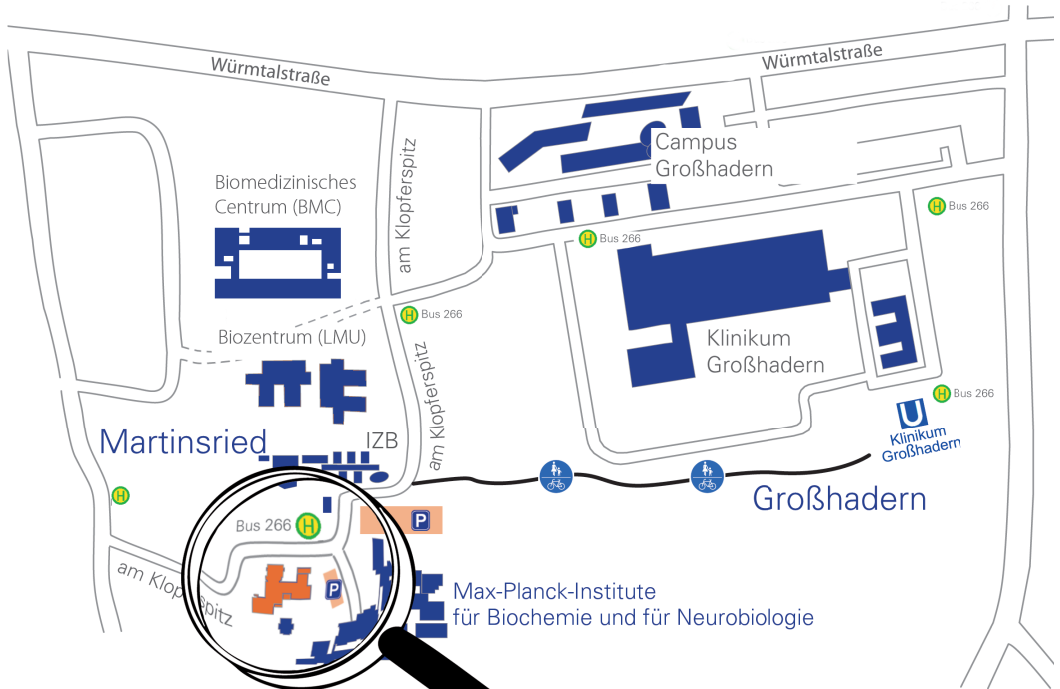 Würmtalstraße
Würmtalstraße
Campus
Großhadern
am Klopferspitz
Biomedizinisches
Centrum (BMC)
H Bus 266
H Bus 266
H Bus 266
Biozentrum (LMU)
Klinikum
Großhadern
am Klopferspitz
H Bus 266
U
Klinikum
Großhadern
Martinsried
IZB
Großhadern
H
Bus 266 H
P
am Klopferspitz
P
Max-Planck-Institute
für Biochemie und für Neurobiologie